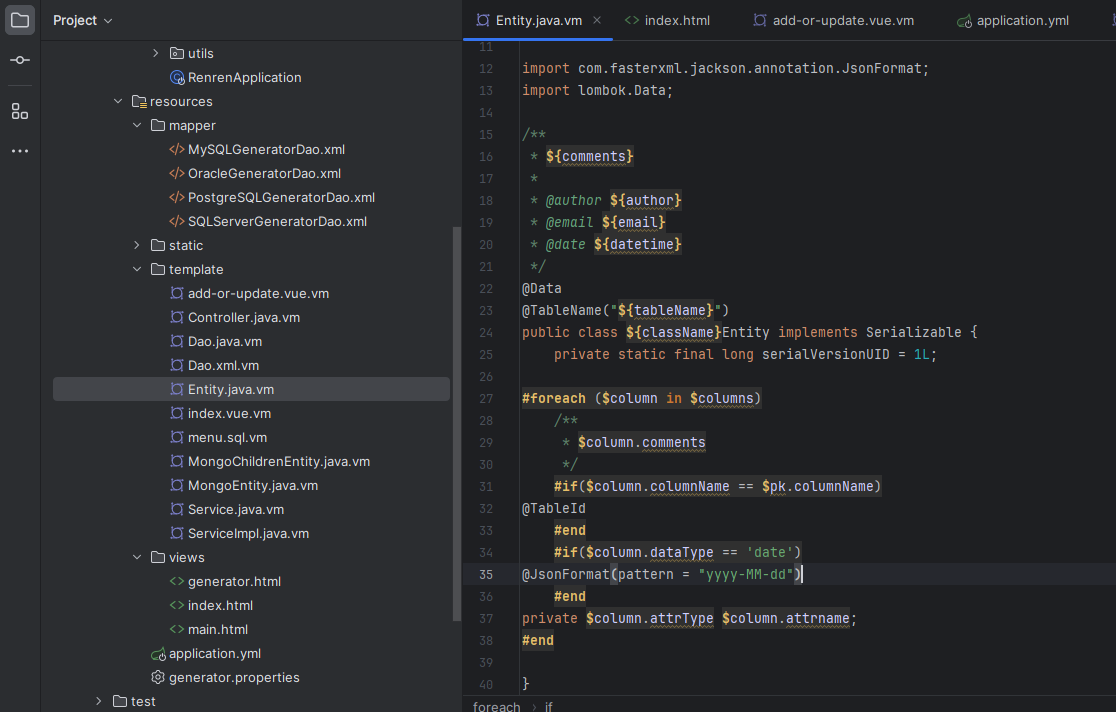 Project
utils
RenrenApplication
resources
mapper
MySQLGeneratorDao.xml
OracleGeneratorDao.xml
PostgreSQLGeneratorDao.xml
SQLServerGeneratorDao.xml
static
template
add-or-update.vue.vm
Controller.java.vm
Dao.java.vm
Dao.xml.vm
Entity.java.vm
index.vue.vm
menu.sql.vm
MongoChildrenEntity.java.vm
MongoEntity.java.vm
Service.java.vm
ServiceImpl.java.vm
views
generator.html
index.html
main.html
application.yml
generator.properties
test
Entity.java.vm index.html add-or-update.vue.vm application.yml
11
12 import com.fasterxml.jackson.annotation.JsonFormat;
13 import lombok.Data;
14
15 /**
16 * ${comments}
17 *
18 * @author ${author}
19 * @email ${email}
20 * @date ${datetime}
21 */
22 @Data
23 @TableName("${tableName}")
24 public class ${className}Entity implements Serializable {
25 private static final long serialVersionUID = 1L;
26
27 #foreach ($column in $columns)
28 /**
29 * $column.comments
30 */
31 #if($column.columnName == $pk.columnName)
32 @TableId
33 #end
34 #if($column.dataType == 'date')
35 @JsonFormat(pattern = "yyyy-MM-dd")
36 #end
37 private $column.attrType $column.attrname;
38 #end
39
40 }
foreach › if